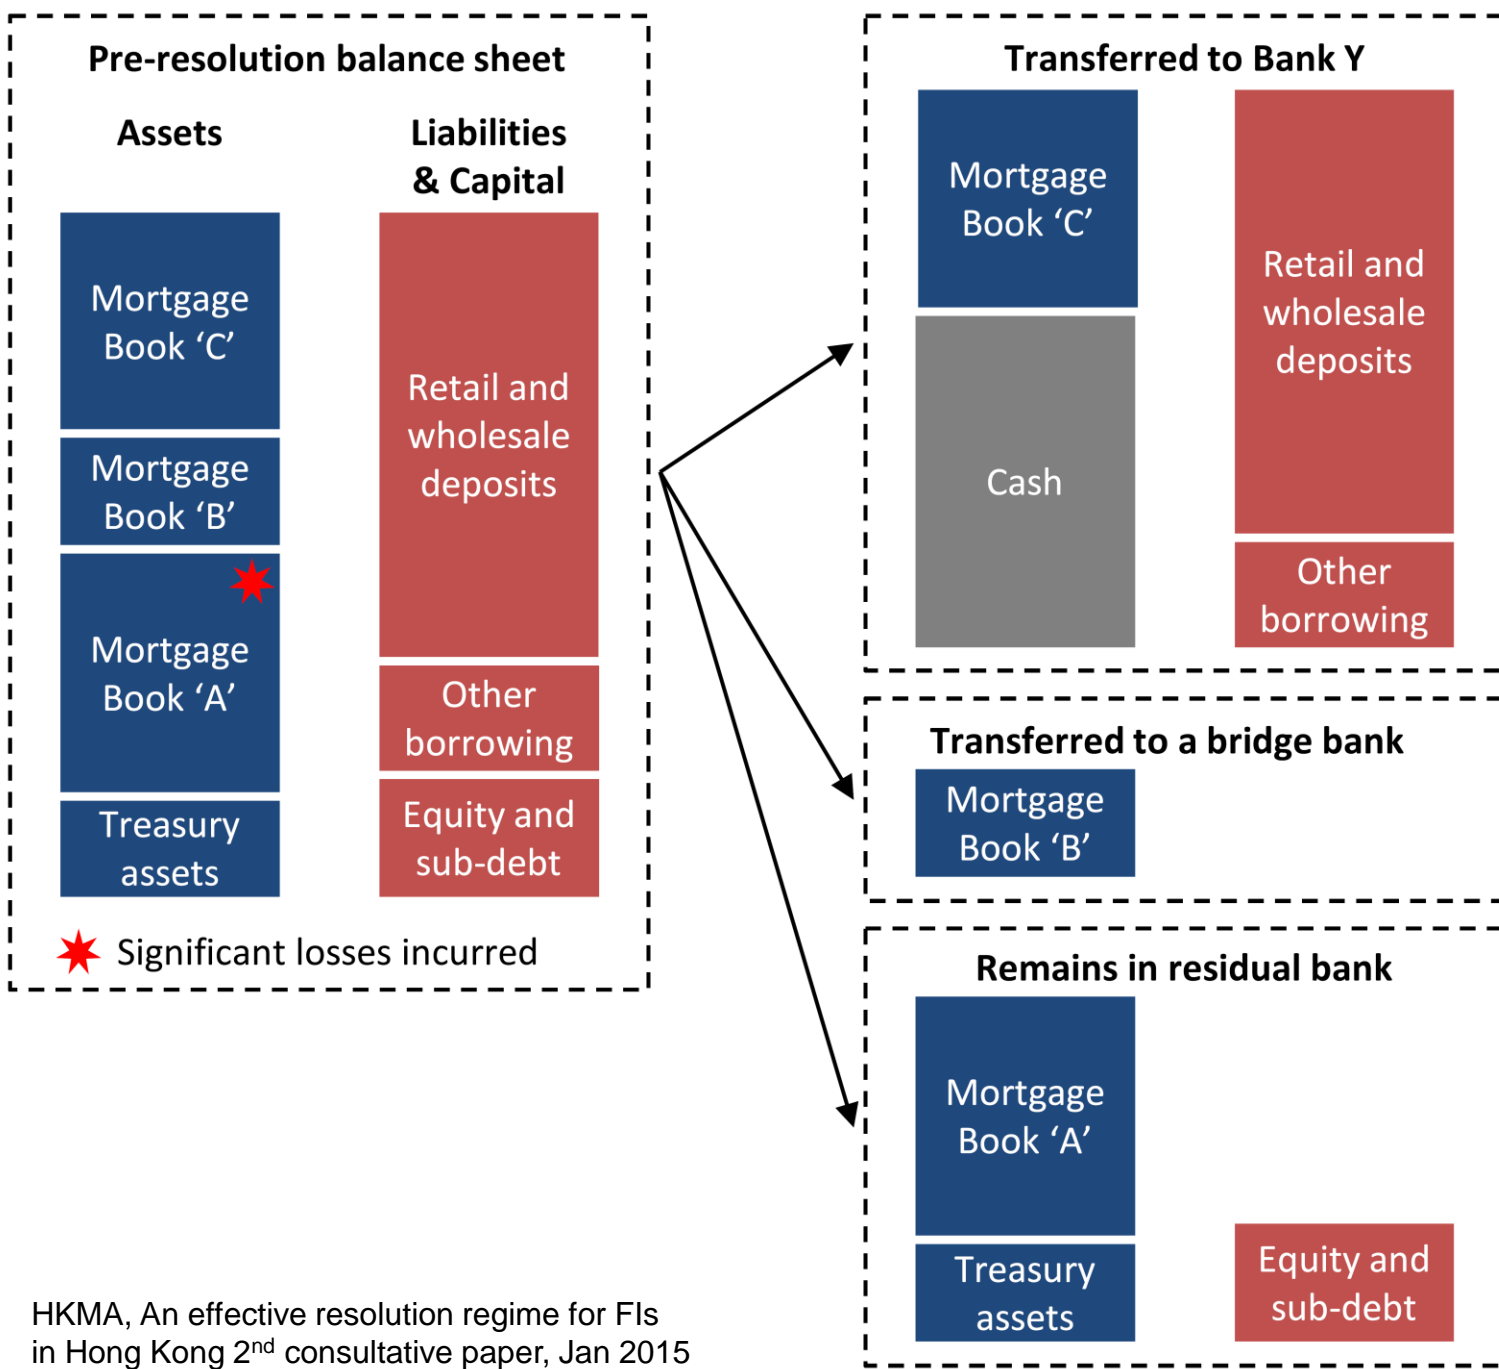 Pre-resolution balance sheet
Assets
Liabilities
& Capital
Mortgage
Book ‘C’
Mortgage
Book ‘B’
Mortgage
Book ‘A’
Treasury
assets
Retail and
wholesale
deposits
Other
borrowing
Equity and
sub-debt
Significant losses incurred
Transferred to Bank Y
Mortgage
Book ‘C’
Cash
Retail and
wholesale
deposits
Other
borrowing
Transferred to a bridge bank
Mortgage
Book ‘B’
Remains in residual bank
Mortgage
Book ‘A’
Treasury
assets
Equity and
sub-debt
HKMA, An effective resolution regime for FIs
in Hong Kong 2nd consultative paper, Jan 2015